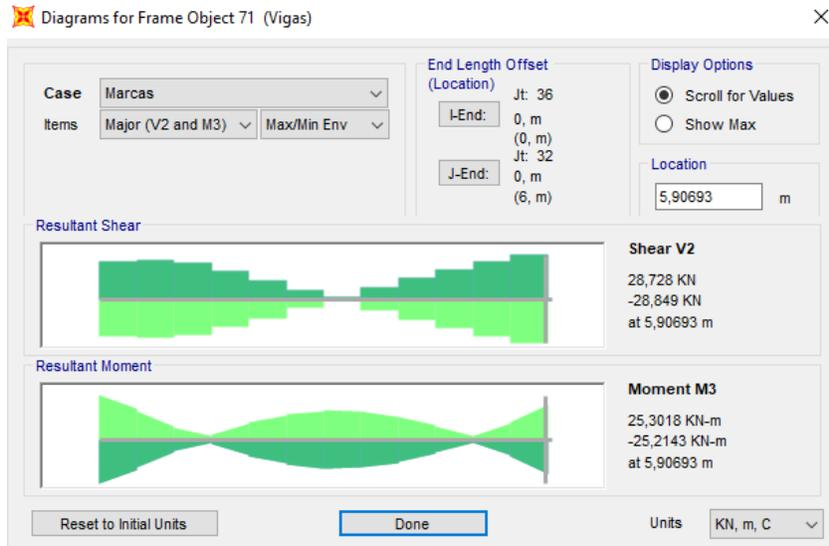 Diagrams for Frame Object 71 (Vigas)
Case Marcas
Items Major (V2 and M3) Max/Min Env
End Length Offset
(Location)
I-End:
Jt: 36
0, m
(0, m)
J-End:
Jt: 32
0, m
(6, m)
Display Options
Scroll for Values
Show Max
Location
5,90693 m
Resultant Shear
Shear V2
28,728 KN
-28,849 KN
at 5,90693 m
Resultant Moment
Moment M3
25,3018 KN-m
-25,2143 KN-m
at 5,90693 m
Reset to Initial Units
Done
Units KN, m, C